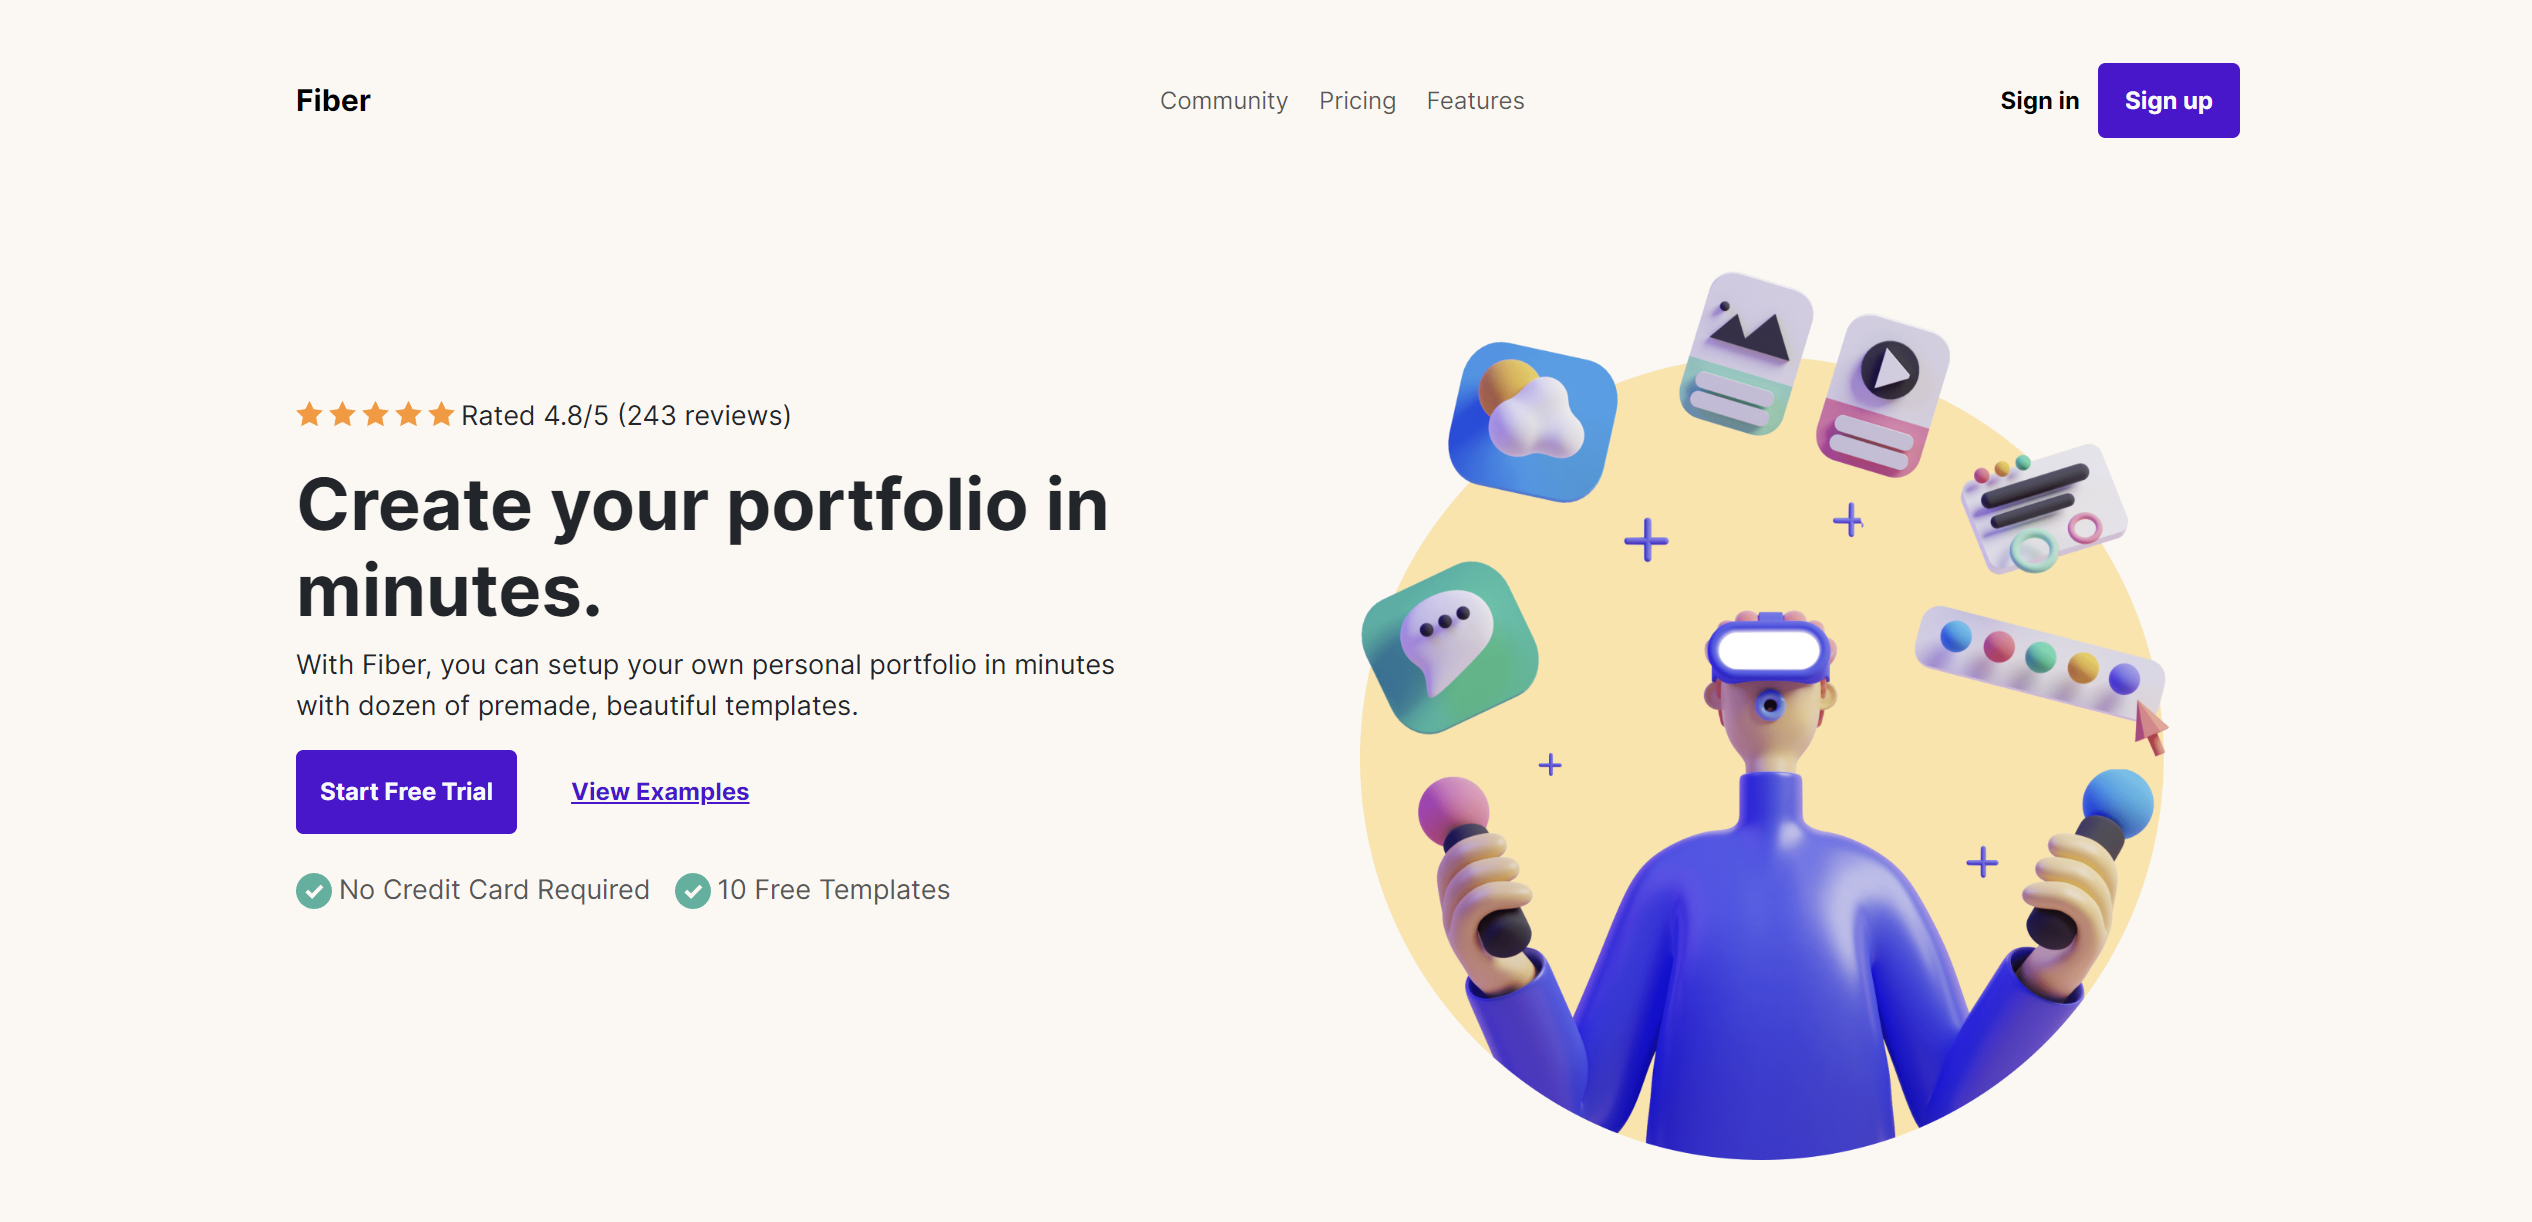 Fiber
Community Pricing Features
Sign in Sign up
Rated 4.8/5 (243 reviews)
Create your portfolio in
minutes.
With Fiber, you can setup your own personal portfolio in minutes
with dozen of premade, beautiful templates.
Start Free Trial View Examples
No Credit Card Required 10 Free Templates